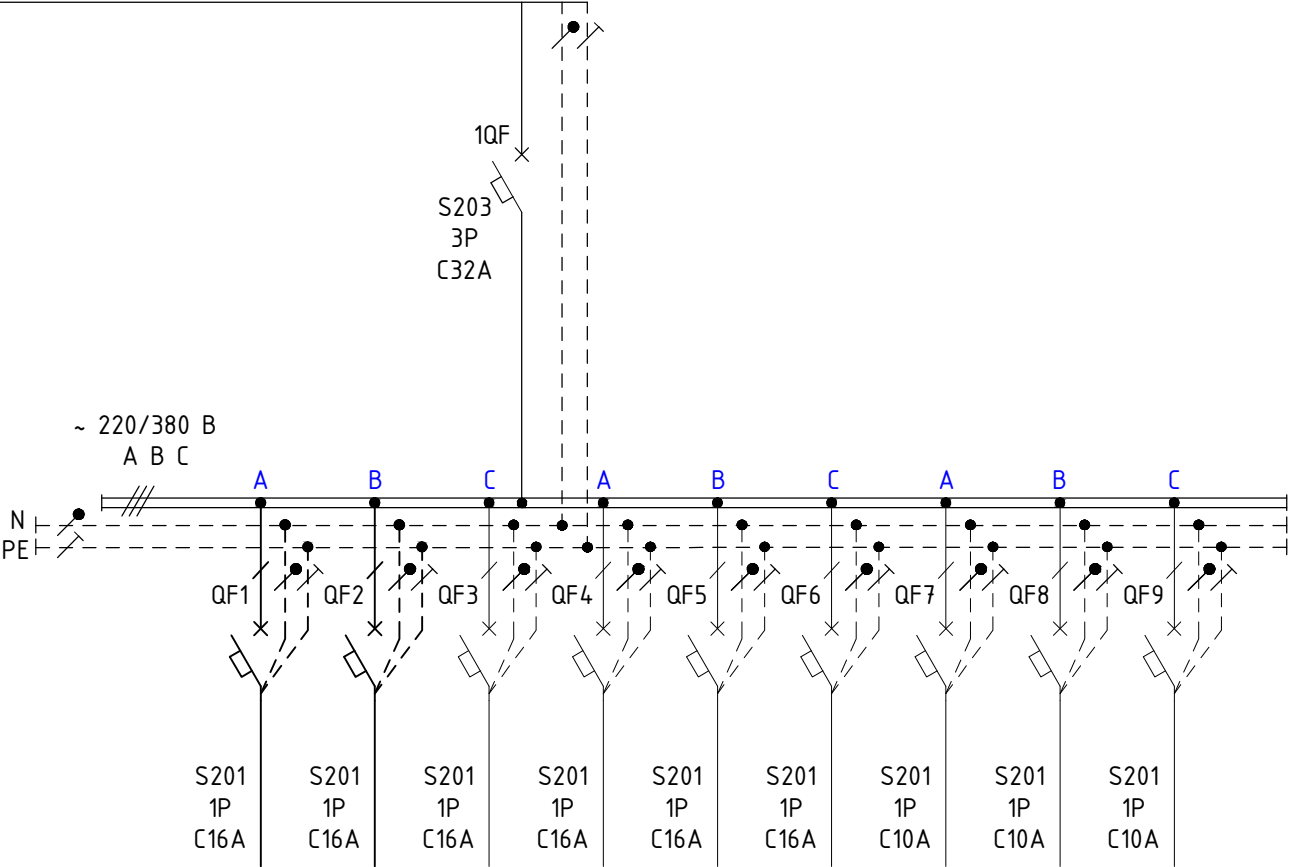 1QF
S203
3P
C32A
~ 220/380 В
A B C
A B C A B C A B C
N
PE
QF1 QF2 QF3 QF4 QF5 QF6 QF7 QF8 QF9
S201 S201 S201 S201 S201 S201 S201 S201 S201
1P 1P 1P 1P 1P 1P 1P 1P 1P
C16A C16A C16A C16A C16A C16A C10A C10A C10A